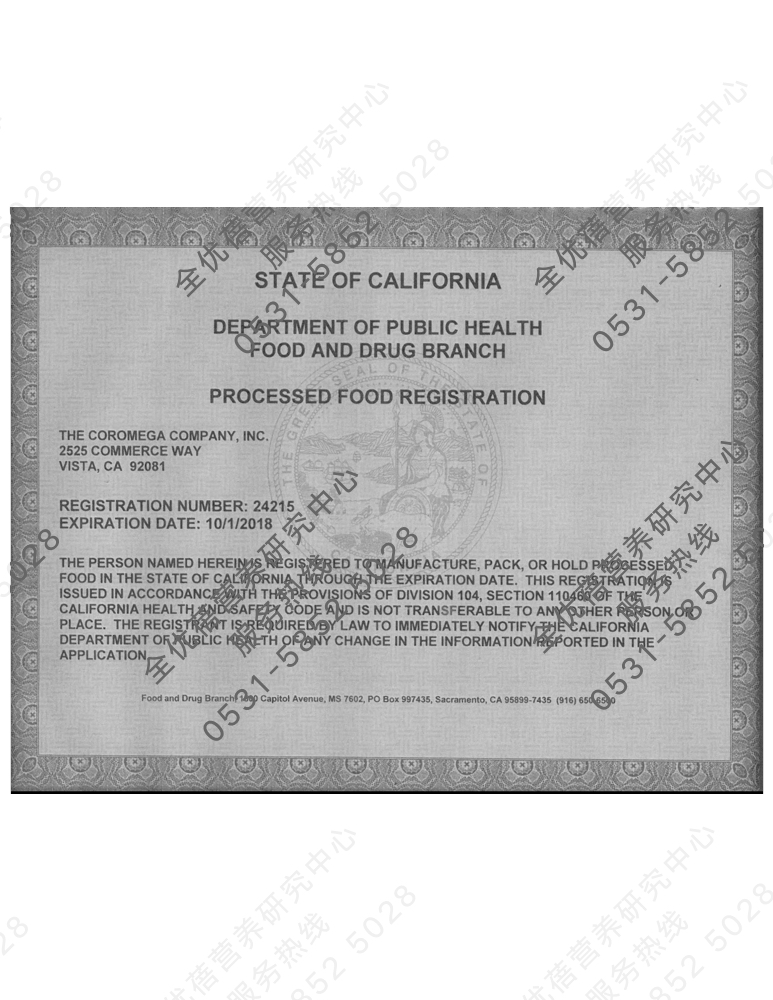 STATE OF CALIFORNIA
DEPARTMENT OF PUBLIC HEALTH
FOOD AND DRUG BRANCH
THE GREAT SEAL OF THE STATE OF
PROCESSED FOOD REGISTRATION
THE COROMEGA COMPANY, INC.
2525 COMMERCE WAY
VISTA, CA 92081
REGISTRATION NUMBER: 24215
EXPIRATION DATE: 10/1/2018
THE PERSON NAMED HEREIN IS REGISTERED TO MANUFACTURE, PACK, OR HOLD PROCESSED
FOOD IN THE STATE OF CALIFORNIA THROUGH THE EXPIRATION DATE. THIS REGISTRATION IS
ISSUED IN ACCORDANCE WITH THE PROVISIONS OF DIVISION 104, SECTION 110460 OF THE
CALIFORNIA HEALTH AND SAFETY CODE AND IS NOT TRANSFERABLE TO ANY OTHER PERSON OR
PLACE. THE REGISTRANT IS REQUIRED BY LAW TO IMMEDIATELY NOTIFY THE CALIFORNIA
DEPARTMENT OF PUBLIC HEALTH OF ANY CHANGE IN THE INFORMATION REPORTED IN THE
APPLICATION.
Food and Drug Branch, 1500 Capitol Avenue, MS 7602, PO Box 997435, Sacramento, CA 95899-7435 (916) 650-6500
全优蓓营养研究中心
服务热线
0531-5852 5028
全优蓓营养研究中心
服务热线
0531-5852 50
5028
全优蓓营养研究中心
服务热线
0531-5852 5028
全优蓓营养研究中心
服务热线
0531-5852
5028
优蓓营养研究中心
服务热线
852 5028
优蓓营养研究中心
服务热线
852 5028
28